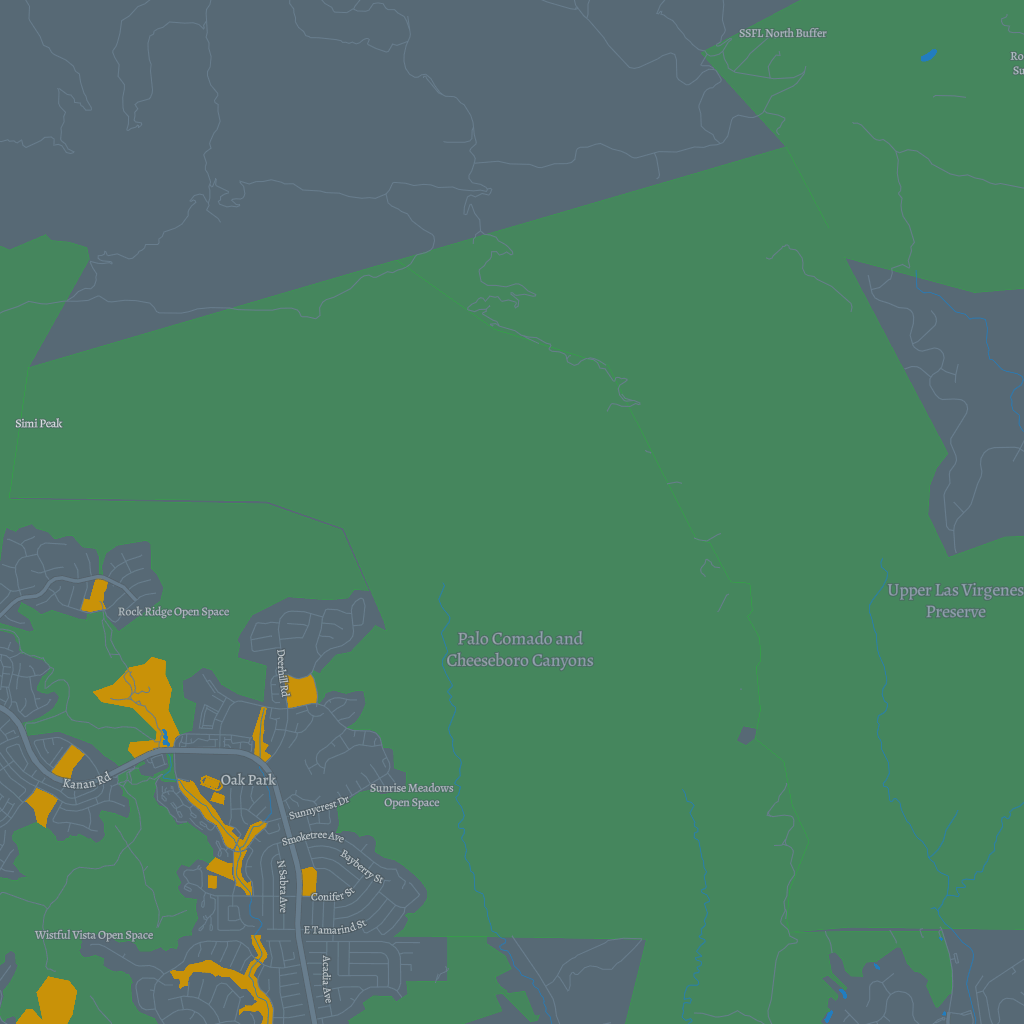 SSFL North Buffer
Simi Peak
Rock Ridge Open Space
Upper Las Virgenes
Preserve
Palo Comado and
Cheeseboro Canyons
Deerhill Rd
Kanan Rd
Oak Park
Sunrise Meadows
Open Space
Sunnycrest Dr
Smoketree Ave
Bayberry St
N Sabra Ave
Conifer St
E Tamarind St
Wistful Vista Open Space
Acadia Ave